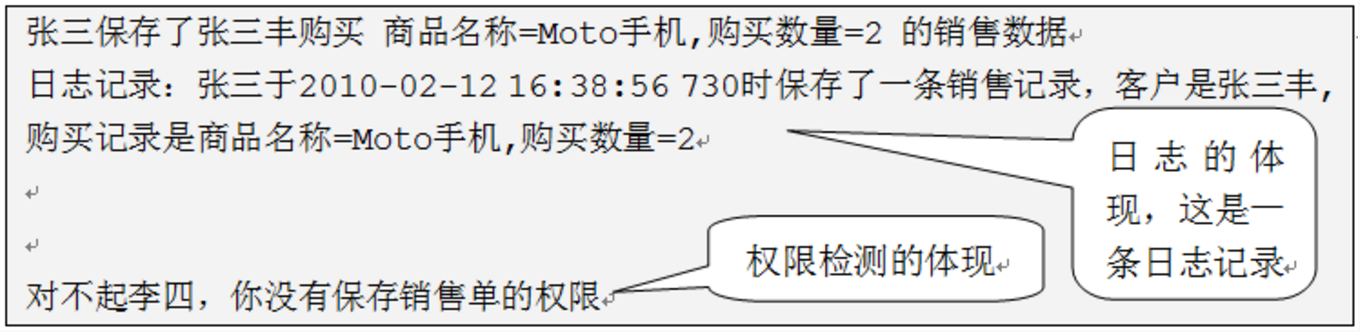 张三保存了张三丰购买 商品名称=Moto手机,购买数量=2 的销售数据
日志记录：张三于2010-02-12 16:38:56 730时保存了一条销售记录，客户是张三丰,
购买记录是商品名称=Moto手机,购买数量=2
日志的体
现，这是一
条日志记录
权限检测的体现
对不起李四，你没有保存销售单的权限